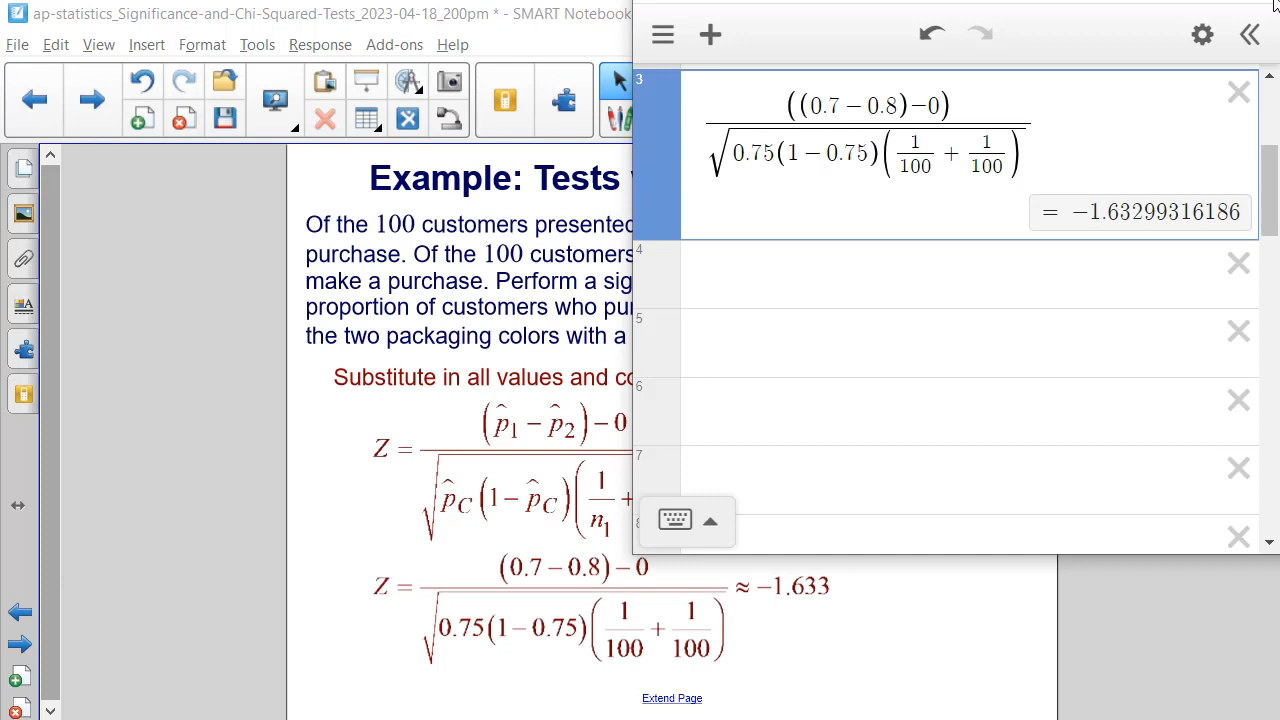 ap-statistics_Significance-and-Chi-Squared-Tests_2023-04-18_200pm * - SMART Notebook
File Edit View Insert Format Tools Response Add-ons Help
3
((0.7 − 0.8) − 0)
√0.75(1 − 0.75)(1/100 + 1/100)
= −1.63299316186
4
5
6
7
8
Example: Tests
Of the 100 customers presented
purchase. Of the 100 customers
make a purchase. Perform a sig
proportion of customers who pu
the two packaging colors with a
Substitute in all values and co
Z = (p̂₁ − p̂₂) − 0
√p̂C (1 − p̂C)(1/n₁ +
Z = (0.7 − 0.8) − 0 ≈ −1.633
√0.75(1 − 0.75)(1/100 + 1/100)
Extend Page